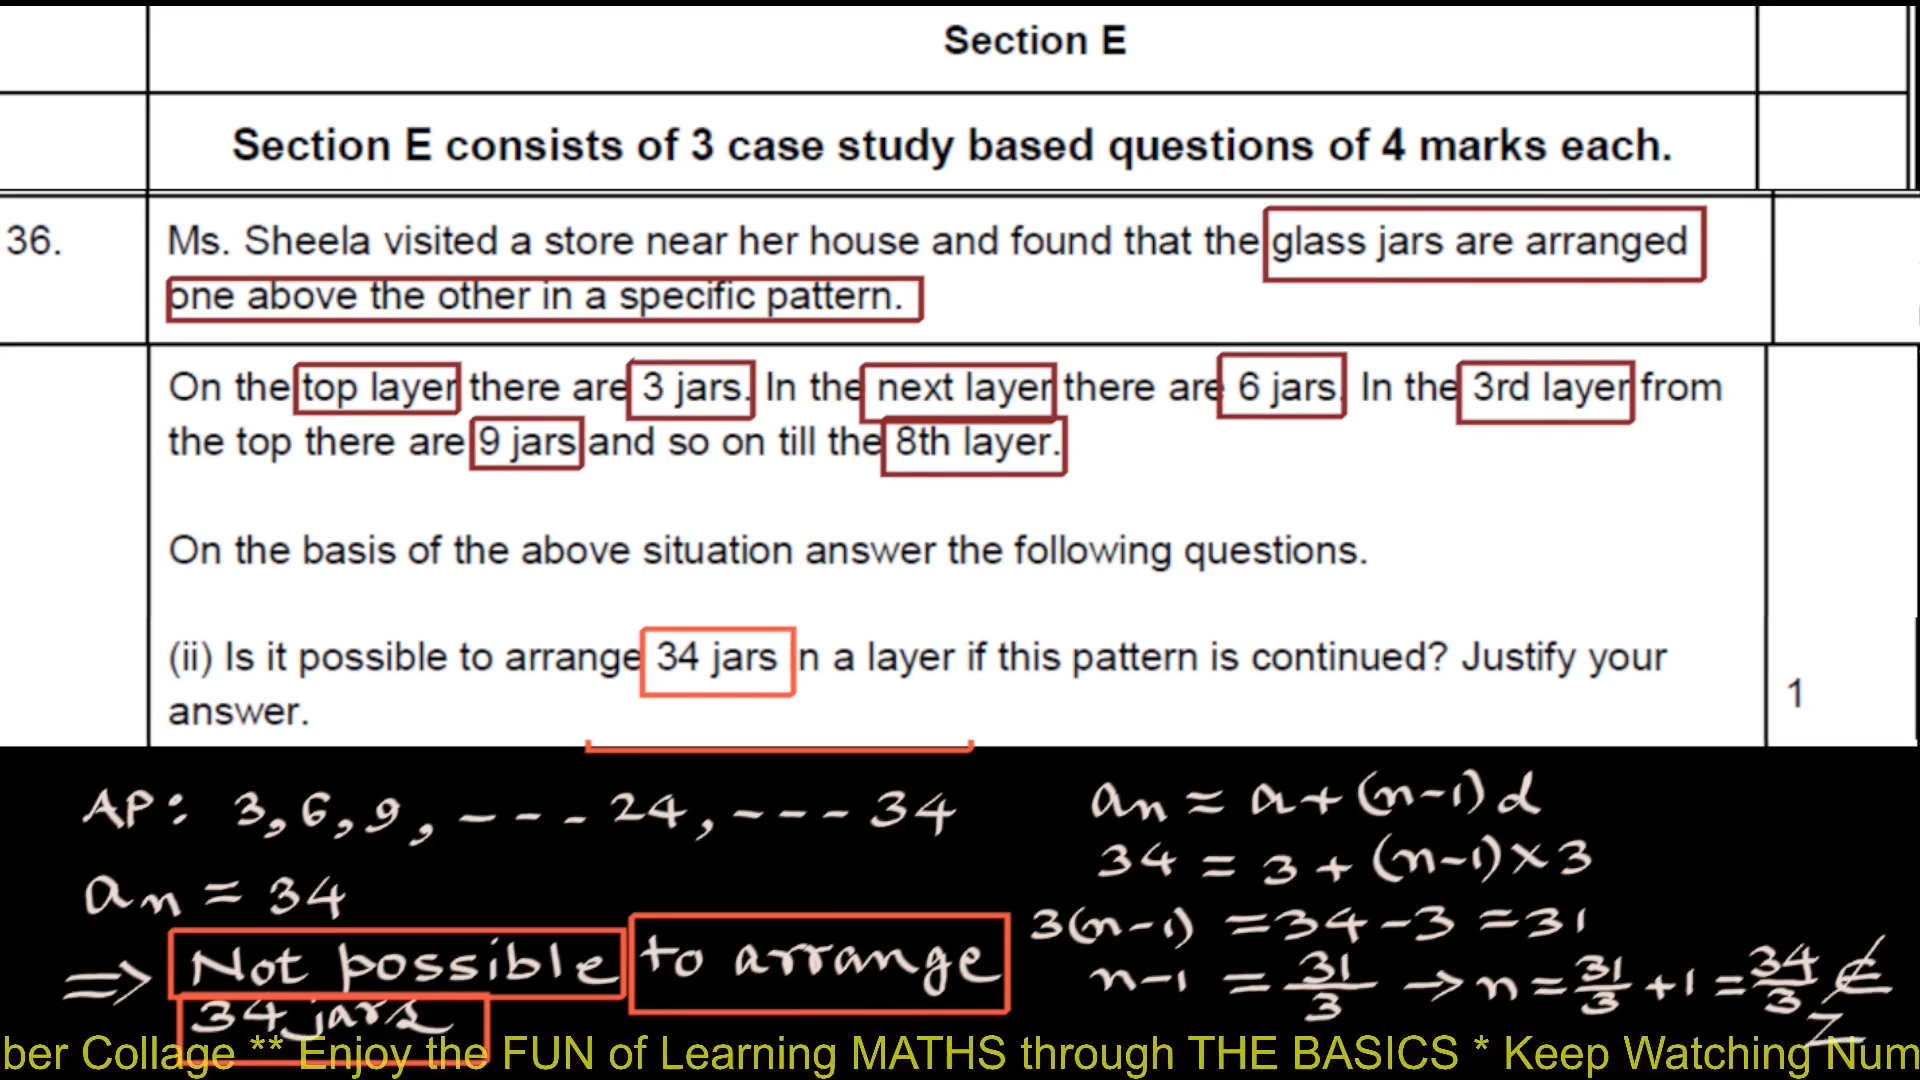 Section E
Section E consists of 3 case study based questions of 4 marks each.
36.
Ms. Sheela visited a store near her house and found that the glass jars are arranged
one above the other in a specific pattern.
On the top layer there are 3 jars. In the next layer there are 6 jars. In the 3rd layer from
the top there are 9 jars and so on till the 8th layer.
On the basis of the above situation answer the following questions.
(ii) Is it possible to arrange 34 jars in a layer if this pattern is continued? Justify your
answer.
1
AP: 3, 6, 9, - - - 24, - - - 34
an = 34
=> Not possible to arrange
34 jars
an = a + (n-1)d
34 = 3 + (n-1)×3
3(n-1) = 34-3 = 31
n-1 = 31/3 → n = 31/3 + 1 = 34/3 ∉ Z
ber Collage ** Enjoy the FUN of Learning MATHS through THE BASICS * Keep Watching Num